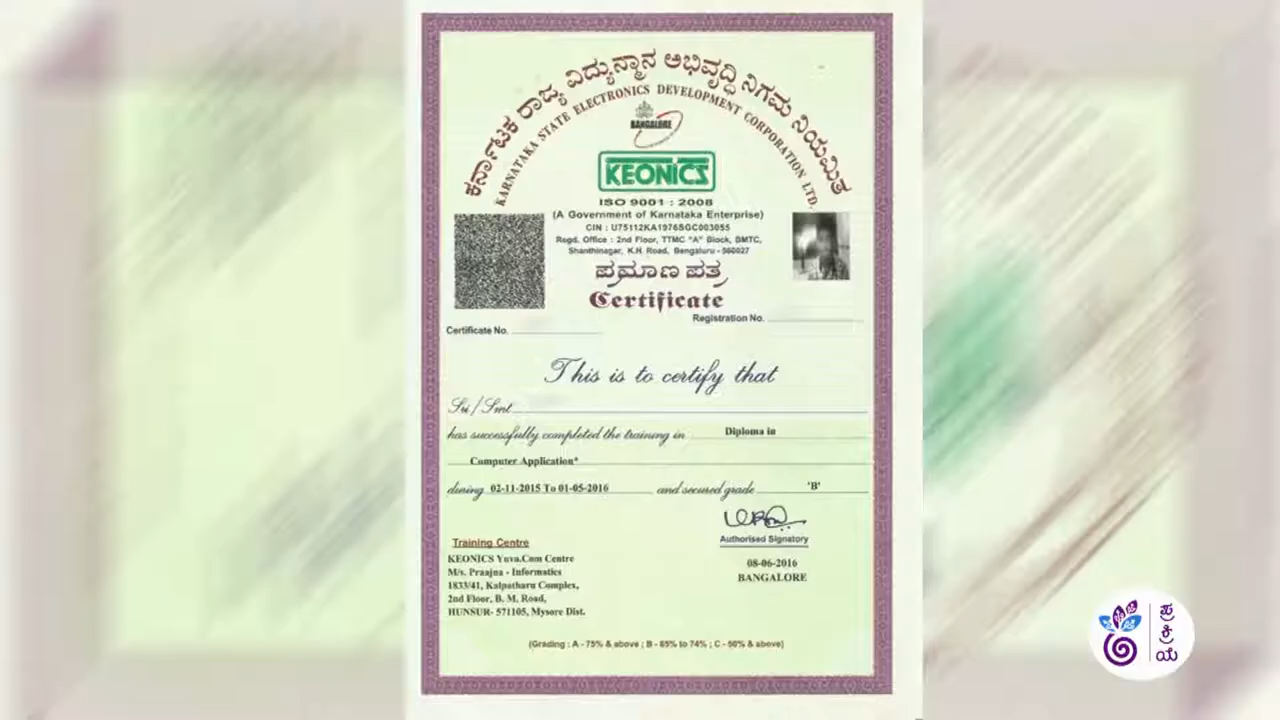 ಕರ್ನಾಟಕ ರಾಜ್ಯ ವಿದ್ಯುನ್ಮಾನ ಅಭಿವೃದ್ಧಿ ನಿಗಮ ನಿಯಮಿತ
KARNATAKA STATE ELECTRONICS DEVELOPMENT CORPORATION LTD.
BANGALORE
KEONICS
ISO 9001 : 2008
(A Government of Karnataka Enterprise)
CIN : U75112KA1976SGC003055
Regd. Office : 2nd Floor, TTMC "A" Block, BMTC,
Shanthinagar, K.H. Road, Bengaluru - 560027
ಪ್ರಮಾಣ ಪತ್ರ
Certificate
Registration No.
Certificate No.
This is to certify that
Sri/Smt
has successfully completed the training in Diploma in
Computer Application*
during 02-11-2015 To 01-05-2016 and secured grade 'B'
Authorised Signatory
08-06-2016
BANGALORE
Training Centre
KEONICS Yuva.Com Centre
M/s. Praajna - Informatics
1833/41, Kalpatharu Complex,
2nd Floor, B. M. Road,
HUNSUR- 571105, Mysore Dist.
(Grading : A - 75% & above ; B - 65% to 74% ; C - 50% & above)
ಪ್ರಕ್ರಿಯೆ